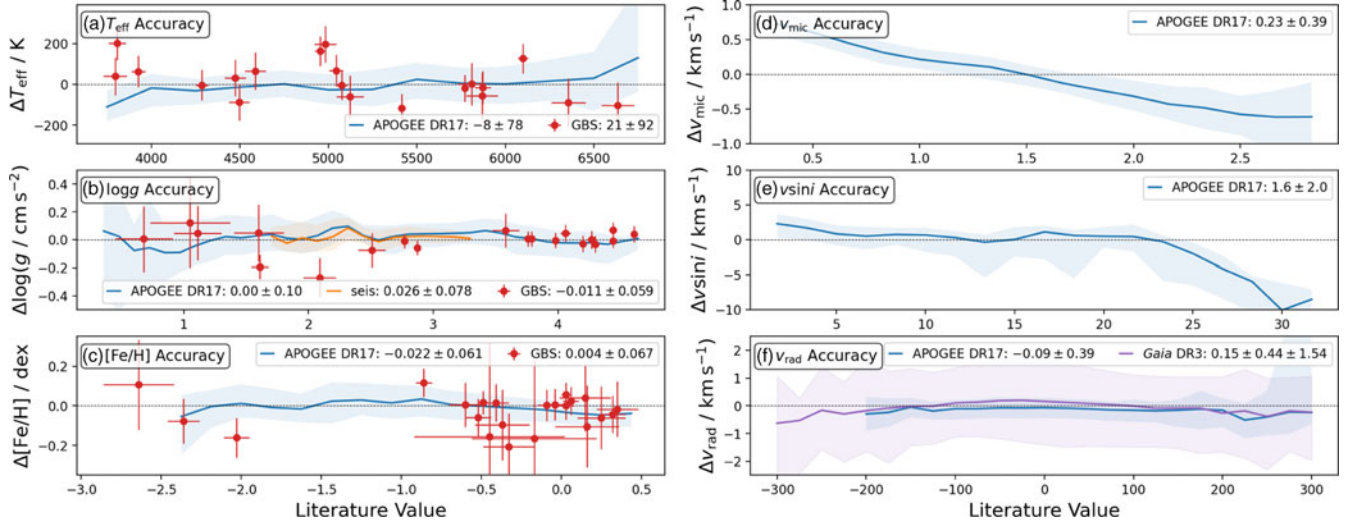 (a) T_eff Accuracy
ΔT_eff / K
200
0
−200
APOGEE DR17: −8 ± 78
GBS: 21 ± 92
4000 4500 5000 5500 6000 6500
(b) logg Accuracy
Δlog(g / cm s⁻²)
0.4
0.2
0.0
−0.2
−0.4
APOGEE DR17: 0.00 ± 0.10
seis: 0.026 ± 0.078
GBS: −0.011 ± 0.059
1 2 3 4
(c) [Fe/H] Accuracy
Δ[Fe/H] / dex
0.2
0.0
−0.2
APOGEE DR17: −0.022 ± 0.061
GBS: 0.004 ± 0.067
−3.0 −2.5 −2.0 −1.5 −1.0 −0.5 0.0 0.5
Literature Value
(d) v_mic Accuracy
Δv_mic / km s⁻¹
1.0
0.5
0.0
−0.5
−1.0
APOGEE DR17: 0.23 ± 0.39
0.5 1.0 1.5 2.0 2.5
(e) vsini Accuracy
Δvsini / km s⁻¹
10
5
0
−5
−10
APOGEE DR17: 1.6 ± 2.0
5 10 15 20 25 30
(f) v_rad Accuracy
Δv_rad / km s⁻¹
2
1
0
−1
−2
APOGEE DR17: −0.09 ± 0.39
Gaia DR3: 0.15 ± 0.44 ± 1.54
−300 −200 −100 0 100 200 300
Literature Value